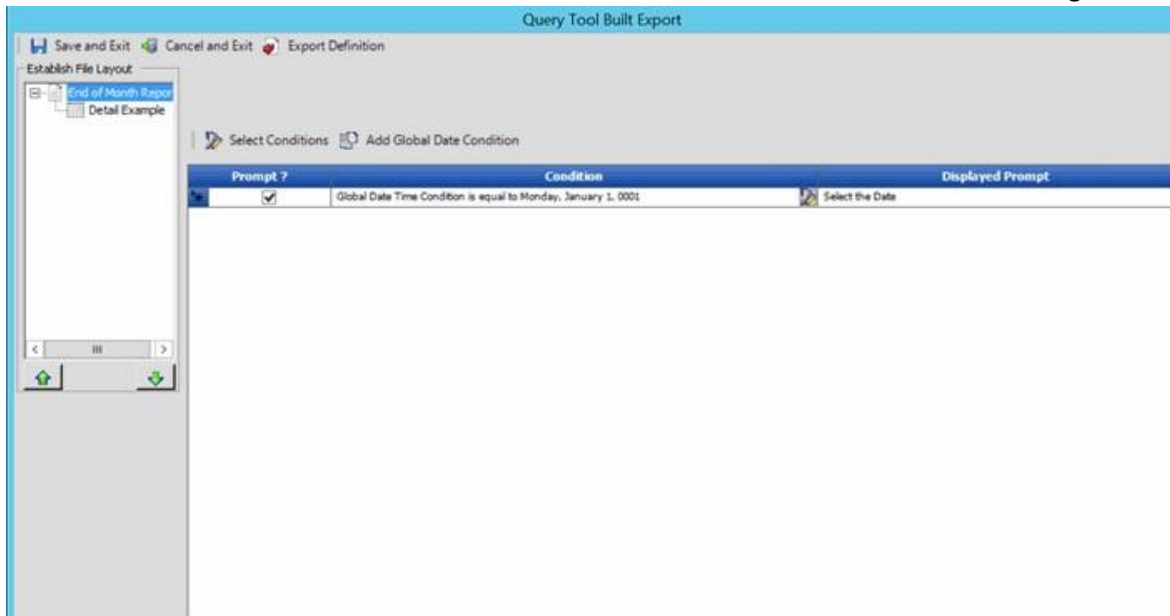 Query Tool Built Export
Save and Exit Cancel and Exit Export Definition
Establish File Layout
End of Month Repor
Detail Example
Select Conditions Add Global Date Condition
Prompt ? Condition Displayed Prompt
Global Date Time Condition is equal to Monday, January 1, 0001 Select the Date